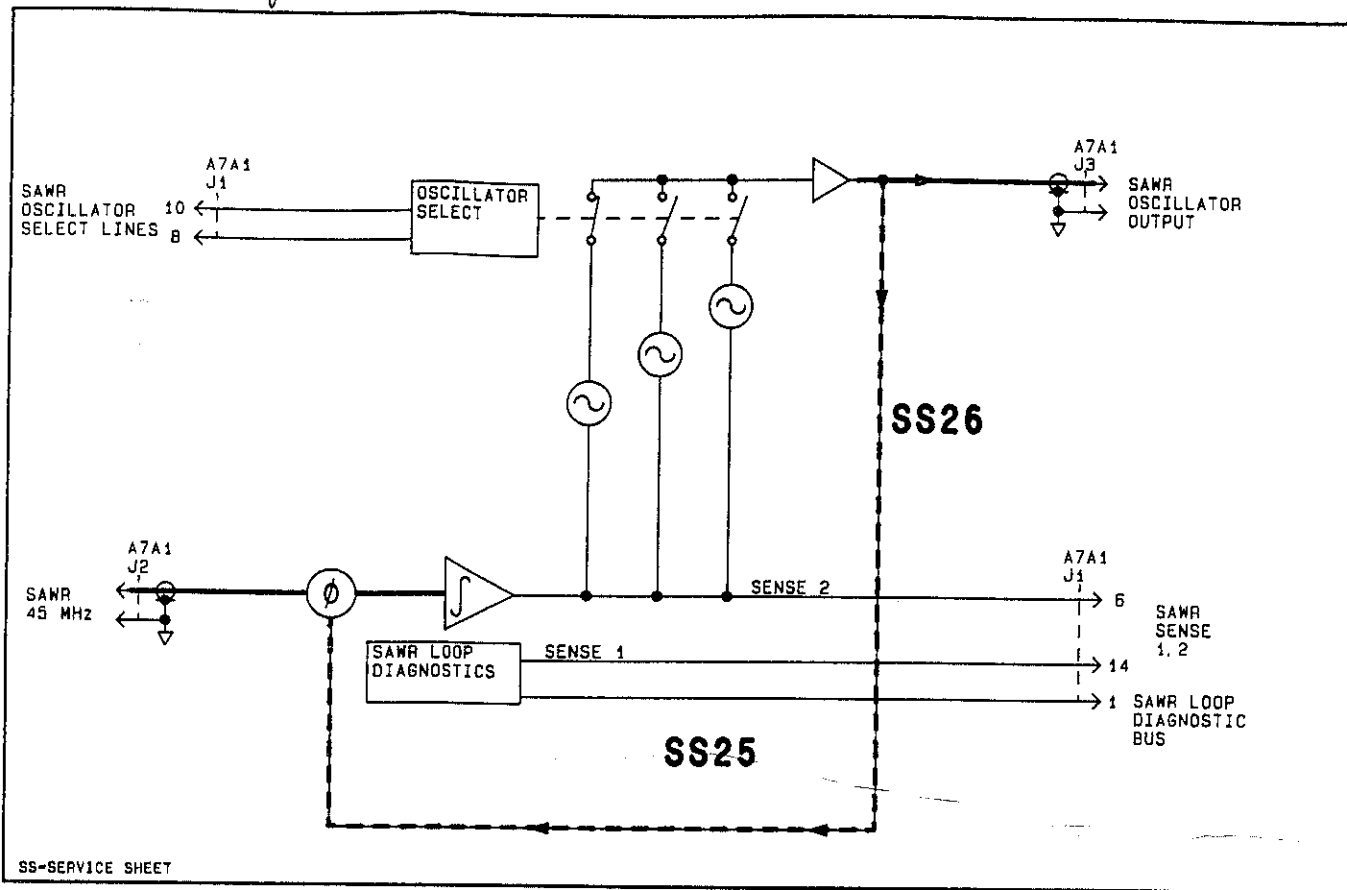 A7A1
J1
SAWR
OSCILLATOR
SELECT LINES
10
8
OSCILLATOR
SELECT
A7A1
J3
SAWR
OSCILLATOR
OUTPUT
SS26
A7A1
J2
SAWR
45 MHz
ϕ
∫
SENSE 2
A7A1
J1
6
SAWR
SENSE
1,2
SAWR LOOP
DIAGNOSTICS
SENSE 1
14
1
SAWR LOOP
DIAGNOSTIC
BUS
SS25
SS=SERVICE SHEET